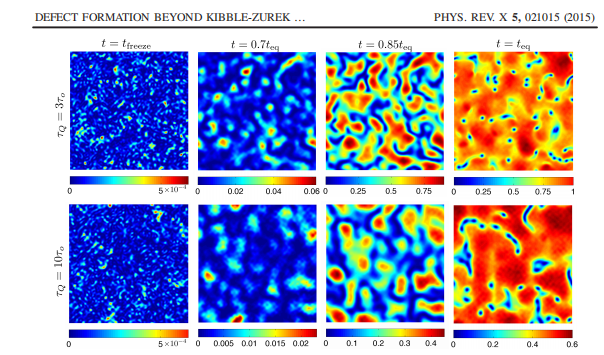 DEFECT FORMATION BEYOND KIBBLE-ZUREK … PHYS. REV. X 5, 021015 (2015)
t = t_freeze t = 0.7t_eq t = 0.85t_eq t = t_eq
τ_Q = 3τ_o
0 5×10⁻⁴ 0 0.02 0.04 0.06 0.25 0.5 0.75 0 0.25 0.5 0.75 1
τ_Q = 10τ_o
0 5×10⁻⁴ 0 0.005 0.01 0.015 0.02 0 0.1 0.2 0.3 0.4 0 0.2 0.4 0.6